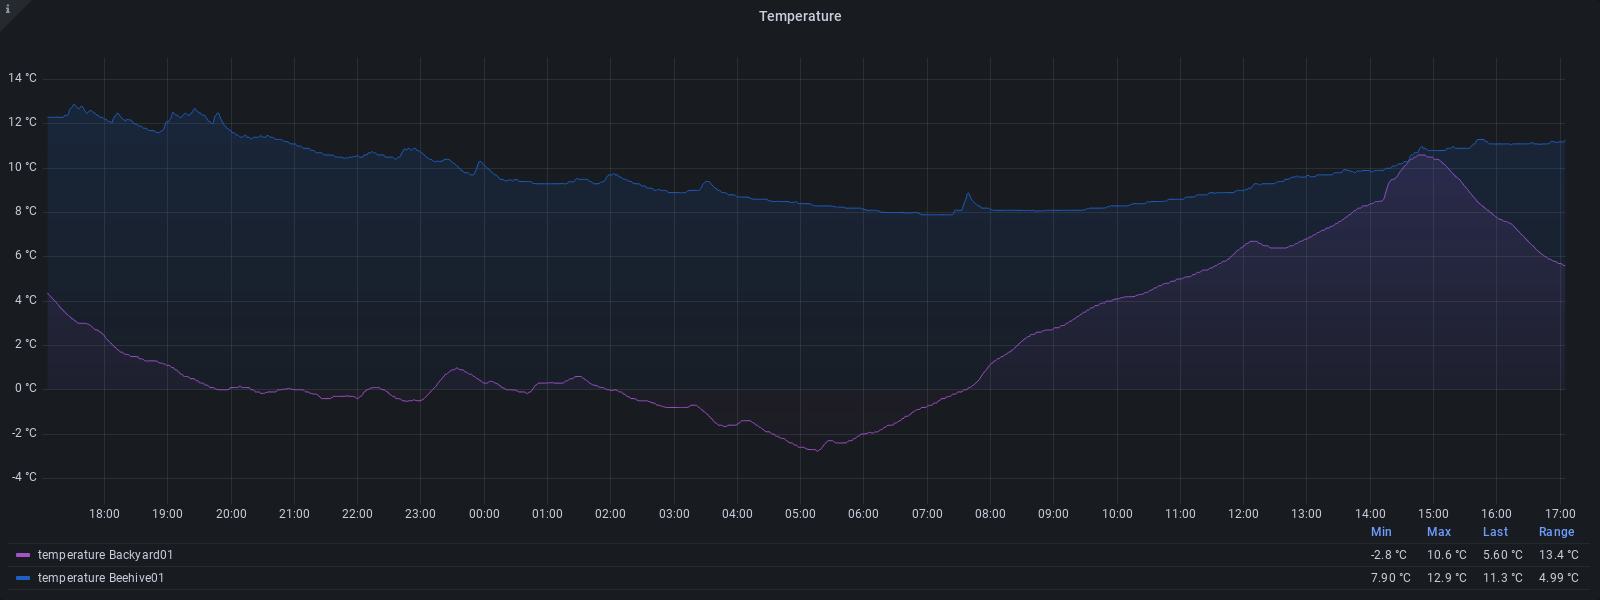 i
Temperature
14 °C
12 °C
10 °C
8 °C
6 °C
4 °C
2 °C
0 °C
-2 °C
-4 °C
18:00 19:00 20:00 21:00 22:00 23:00 00:00 01:00 02:00 03:00 04:00 05:00 06:00 07:00 08:00 09:00 10:00 11:00 12:00 13:00 14:00 15:00 16:00 17:00
Min Max Last Range
temperature Backyard01 -2.8 °C 10.6 °C 5.60 °C 13.4 °C
temperature Beehive01 7.90 °C 12.9 °C 11.3 °C 4.99 °C